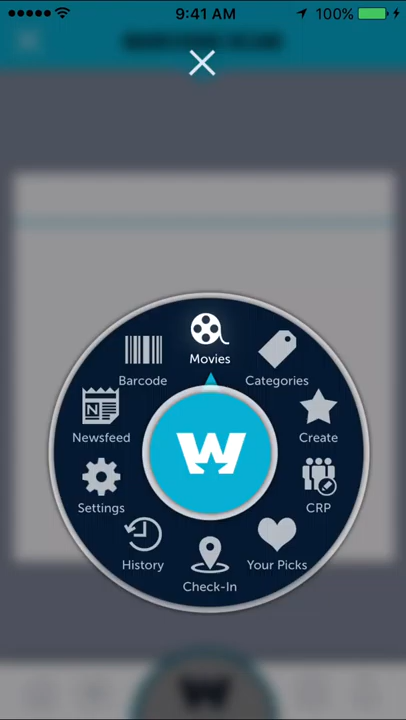 9:41 AM
100%
Movies
Barcode
Categories
Newsfeed
Create
Settings
CRP
History
Your Picks
Check-In